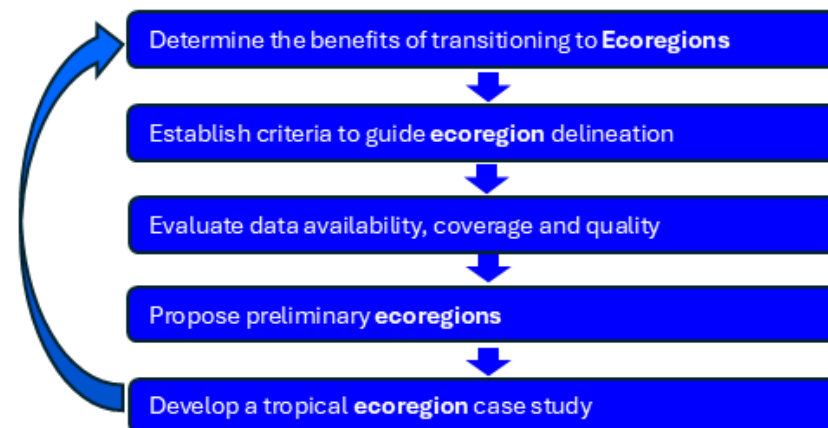 Determine the benefits of transitioning to Ecoregions
Establish criteria to guide ecoregion delineation
Evaluate data availability, coverage and quality
Propose preliminary ecoregions
Develop a tropical ecoregion case study